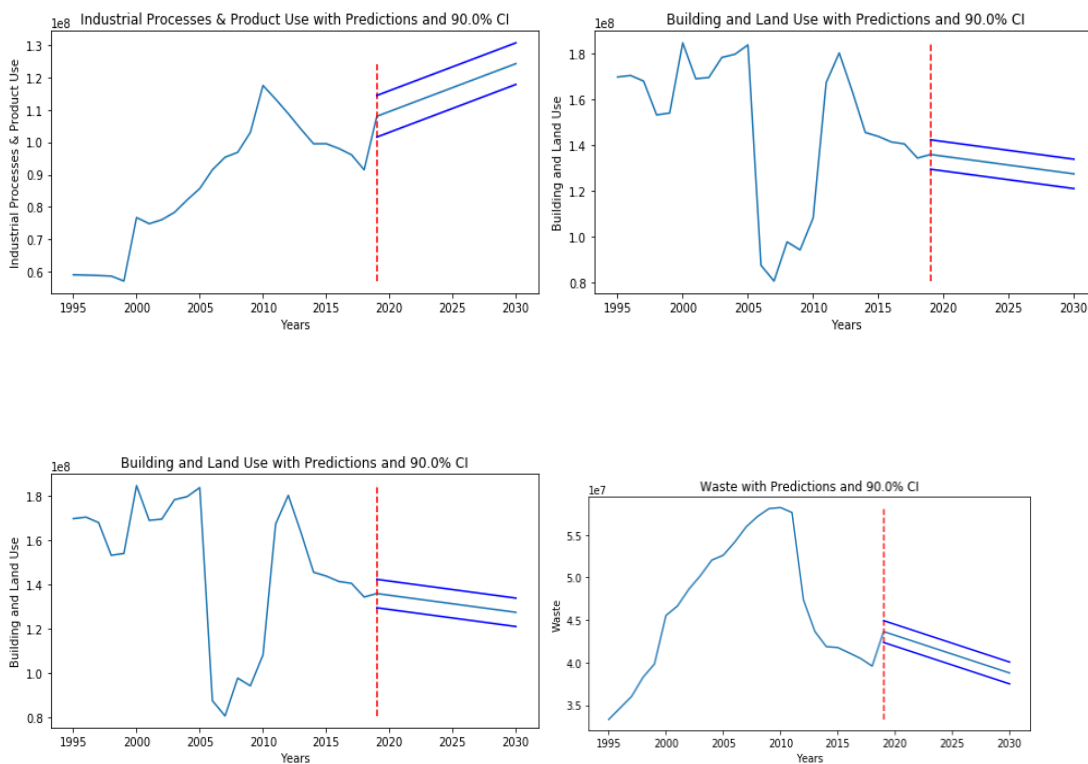 Industrial Processes & Product Use with Predictions and 90.0% CI
1e8
Industrial Processes & Product Use
1.3
1.2
1.1
1.0
0.9
0.8
0.7
0.6
1995 2000 2005 2010 2015 2020 2025 2030
Years
Building and Land Use with Predictions and 90.0% CI
1e8
Building and Land Use
1.8
1.6
1.4
1.2
1.0
0.8
1995 2000 2005 2010 2015 2020 2025 2030
Years
Building and Land Use with Predictions and 90.0% CI
1e8
Building and Land Use
1.8
1.6
1.4
1.2
1.0
0.8
1995 2000 2005 2010 2015 2020 2025 2030
Years
Waste with Predictions and 90.0% CI
1e7
Waste
5.5
5.0
4.5
4.0
3.5
1995 2000 2005 2010 2015 2020 2025 2030
Years